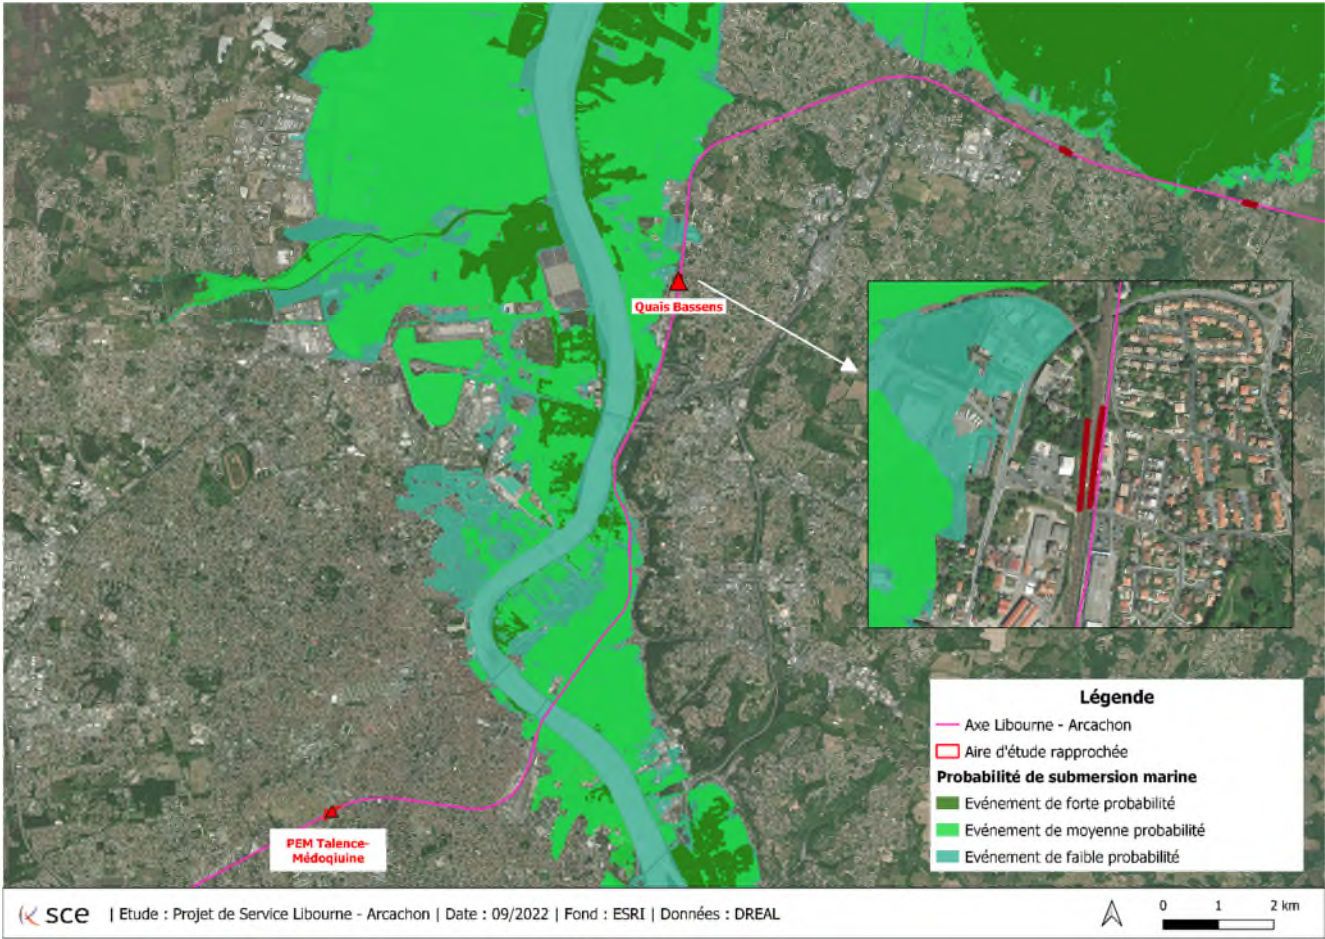 Quais Bassens
PEM Talence-
Médoqiuine
Légende
Axe Libourne - Arcachon
Aire d'étude rapprochée
Probabilité de submersion marine
Evénement de forte probabilité
Evénement de moyenne probabilité
Evénement de faible probabilité
sce | Etude : Projet de Service Libourne - Arcachon | Date : 09/2022 | Fond : ESRI | Données : DREAL
0 1 2 km